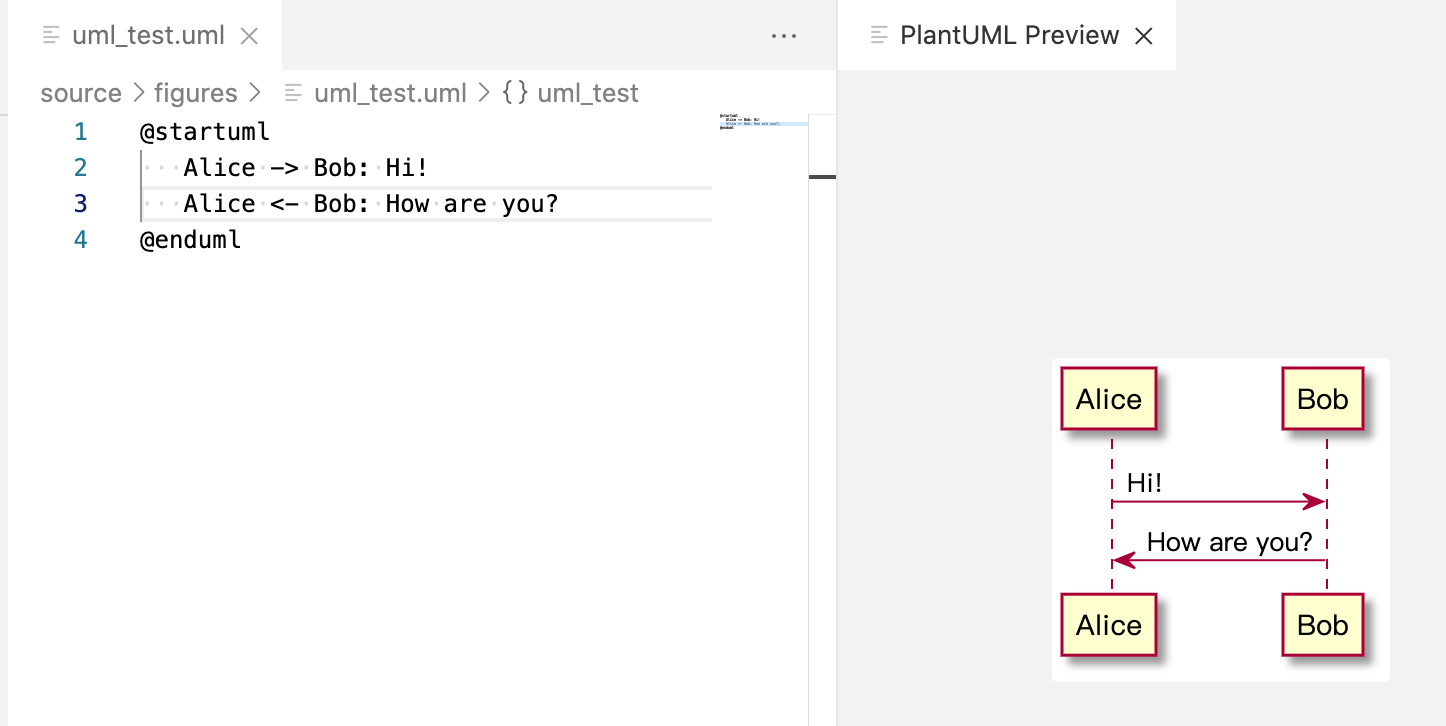 uml_test.uml
PlantUML Preview
source > figures > uml_test.uml > {} uml_test
1 @startuml
2 Alice -> Bob: Hi!
3 Alice <- Bob: How are you?
4 @enduml
Alice Bob
Hi!
How are you?
Alice Bob